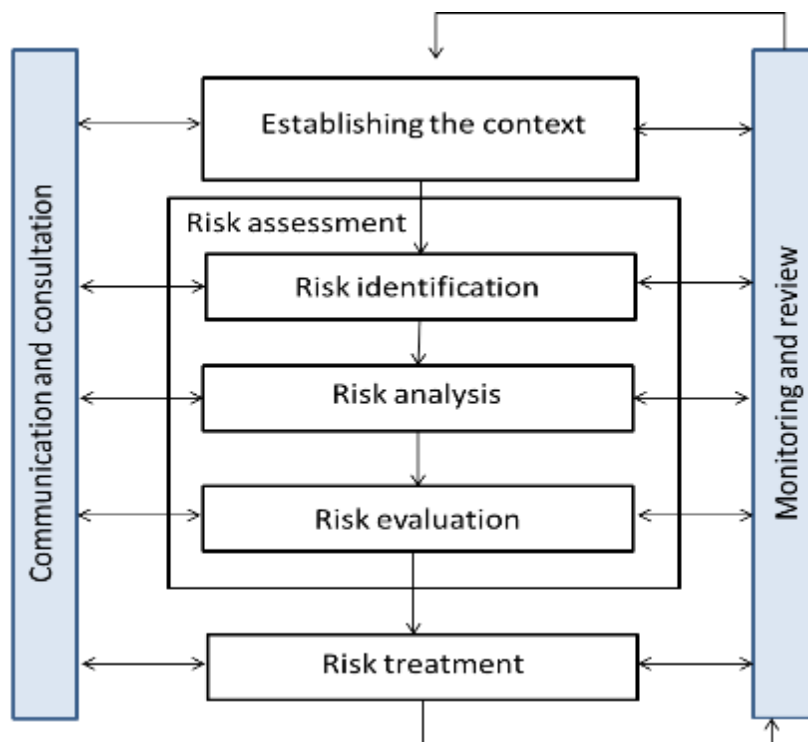 Establishing the context
Risk assessment
Risk identification
Risk analysis
Risk evaluation
Risk treatment
Communication and consultation
Monitoring and review